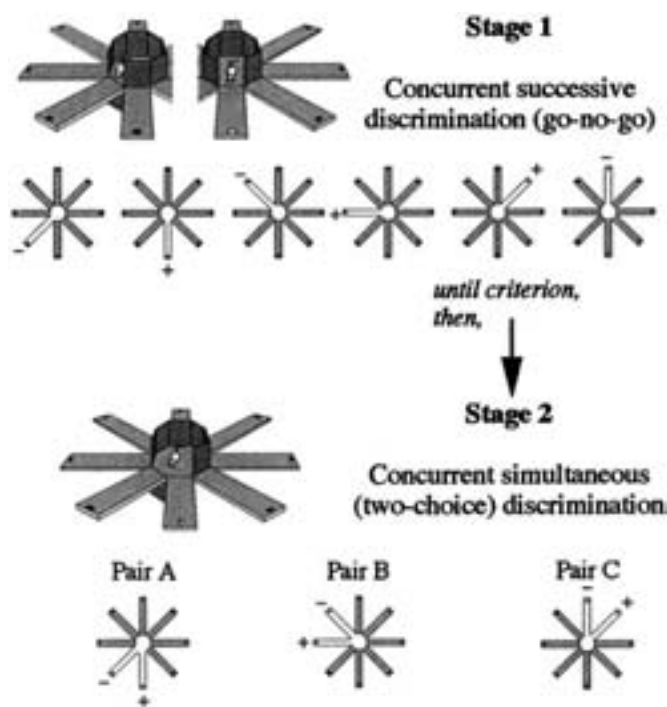 Stage 1
Concurrent successive
discrimination (go-no-go)
- + - + + -
until criterion,
then,
Stage 2
Concurrent simultaneous
(two-choice) discrimination.
Pair A Pair B Pair C
- + - + - +